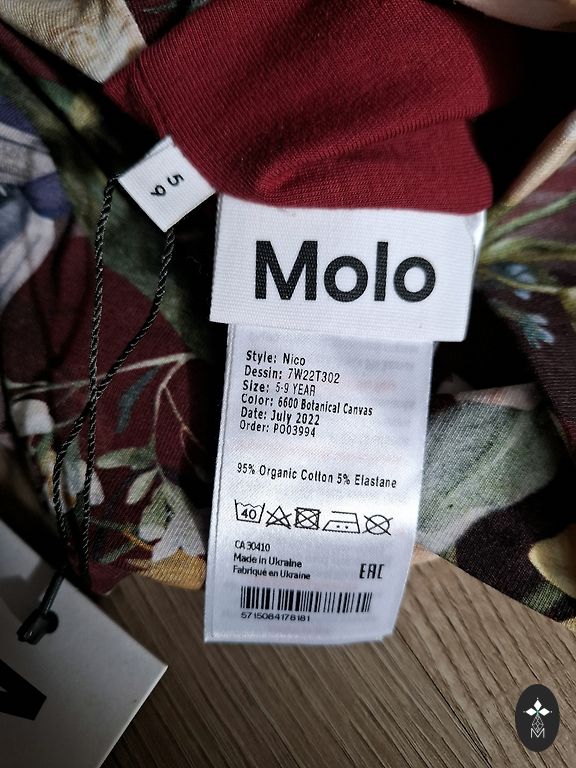 5
9
Molo
Style: Nico
Dessin: 7W22T302
Size: 5-9 YEAR
Color: 6600 Botanical Canvas
Date: July 2022
Order: PO03994
95% Organic Cotton 5% Elastane
40
CA 30410
Made in Ukraine
Fabriqué en Ukraine
EAC
5715084178181
M